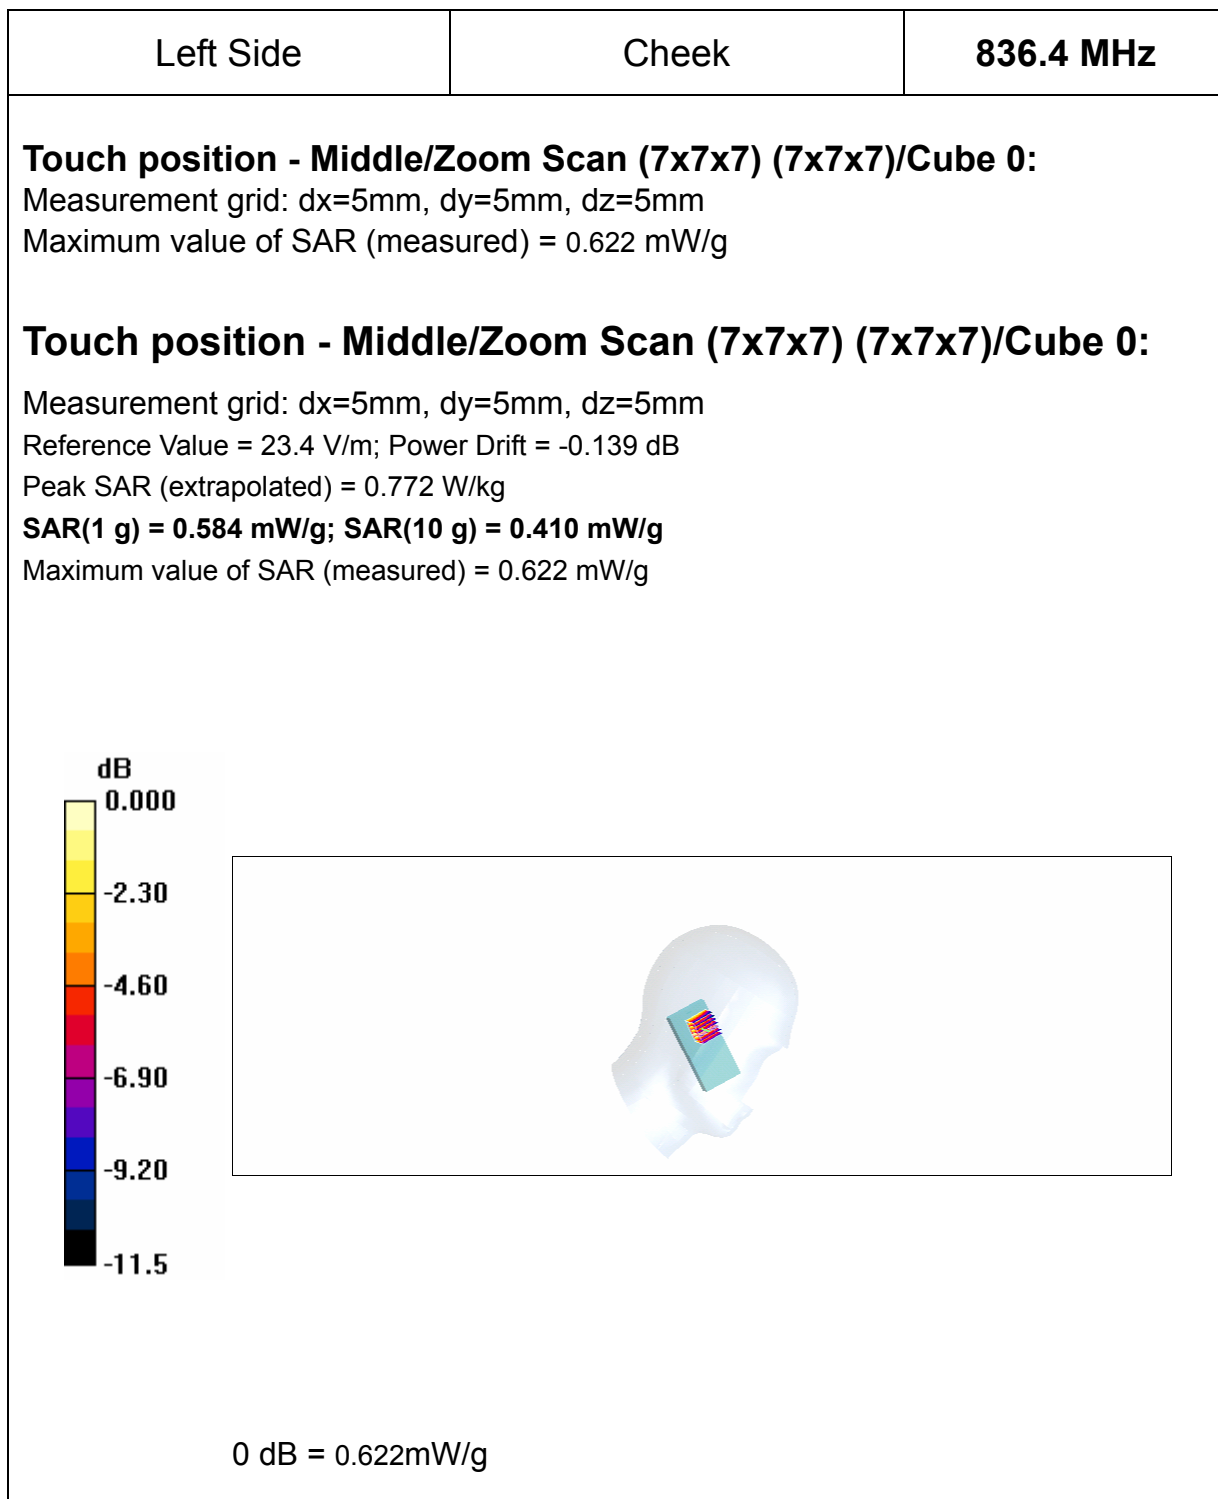 Left Side Cheek 836.4 MHz
Touch position - Middle/Zoom Scan (7x7x7) (7x7x7)/Cube 0:
Measurement grid: dx=5mm, dy=5mm, dz=5mm
Maximum value of SAR (measured) = 0.622 mW/g
Touch position - Middle/Zoom Scan (7x7x7) (7x7x7)/Cube 0:
Measurement grid: dx=5mm, dy=5mm, dz=5mm
Reference Value = 23.4 V/m; Power Drift = -0.139 dB
Peak SAR (extrapolated) = 0.772 W/kg
SAR(1 g) = 0.584 mW/g; SAR(10 g) = 0.410 mW/g
Maximum value of SAR (measured) = 0.622 mW/g
dB
0.000
-2.30
-4.60
-6.90
-9.20
-11.5
0 dB = 0.622mW/g